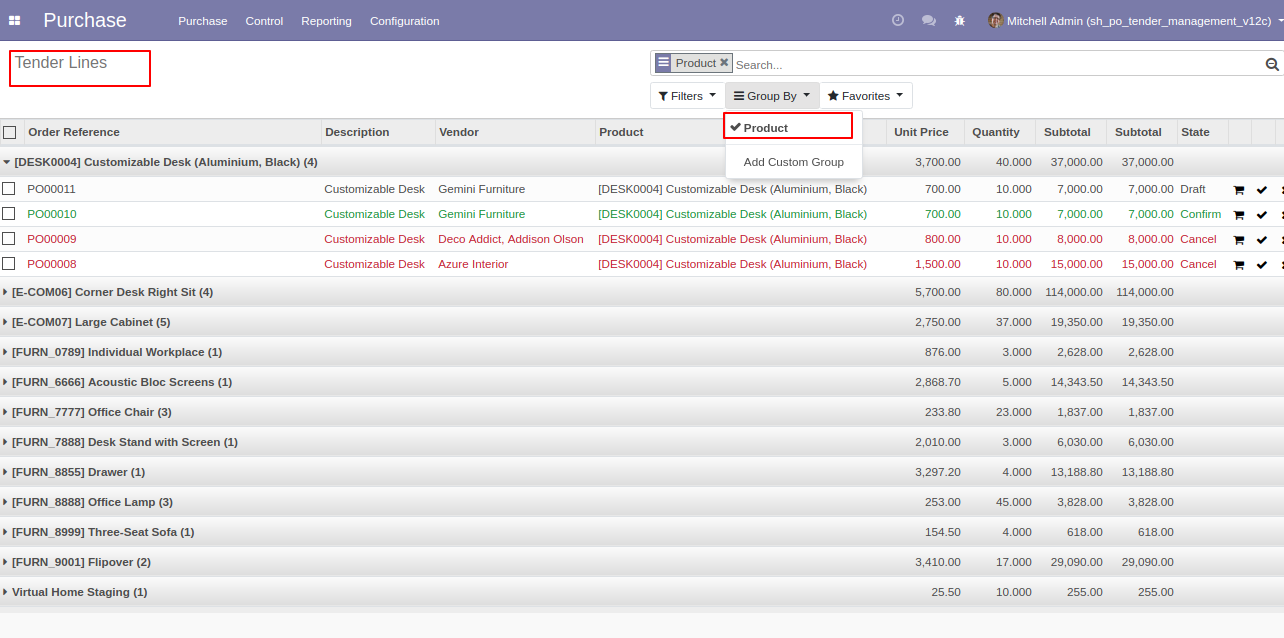 Purchase Purchase Control Reporting Configuration Mitchell Admin (sh_po_tender_management_v12c)
Tender Lines
Product Search...
Filters Group By Favorites
Product
Add Custom Group
Order Reference Description Vendor Product Unit Price Quantity Subtotal Subtotal State
[DESK0004] Customizable Desk (Aluminium, Black) (4) 3,700.00 40.000 37,000.00 37,000.00
PO00011 Customizable Desk Gemini Furniture [DESK0004] Customizable Desk (Aluminium, Black) 700.00 10.000 7,000.00 7,000.00 Draft
PO00010 Customizable Desk Gemini Furniture [DESK0004] Customizable Desk (Aluminium, Black) 700.00 10.000 7,000.00 7,000.00 Confirm
PO00009 Customizable Desk Deco Addict, Addison Olson [DESK0004] Customizable Desk (Aluminium, Black) 800.00 10.000 8,000.00 8,000.00 Cancel
PO00008 Customizable Desk Azure Interior [DESK0004] Customizable Desk (Aluminium, Black) 1,500.00 10.000 15,000.00 15,000.00 Cancel
[E-COM06] Corner Desk Right Sit (4) 5,700.00 80.000 114,000.00 114,000.00
[E-COM07] Large Cabinet (5) 2,750.00 37.000 19,350.00 19,350.00
[FURN_0789] Individual Workplace (1) 876.00 3.000 2,628.00 2,628.00
[FURN_6666] Acoustic Bloc Screens (1) 2,868.70 5.000 14,343.50 14,343.50
[FURN_7777] Office Chair (3) 233.80 23.000 1,837.00 1,837.00
[FURN_7888] Desk Stand with Screen (1) 2,010.00 3.000 6,030.00 6,030.00
[FURN_8855] Drawer (1) 3,297.20 4.000 13,188.80 13,188.80
[FURN_8888] Office Lamp (3) 253.00 45.000 3,828.00 3,828.00
[FURN_8999] Three-Seat Sofa (1) 154.50 4.000 618.00 618.00
[FURN_9001] Flipover (2) 3,410.00 17.000 29,090.00 29,090.00
Virtual Home Staging (1) 25.50 10.000 255.00 255.00